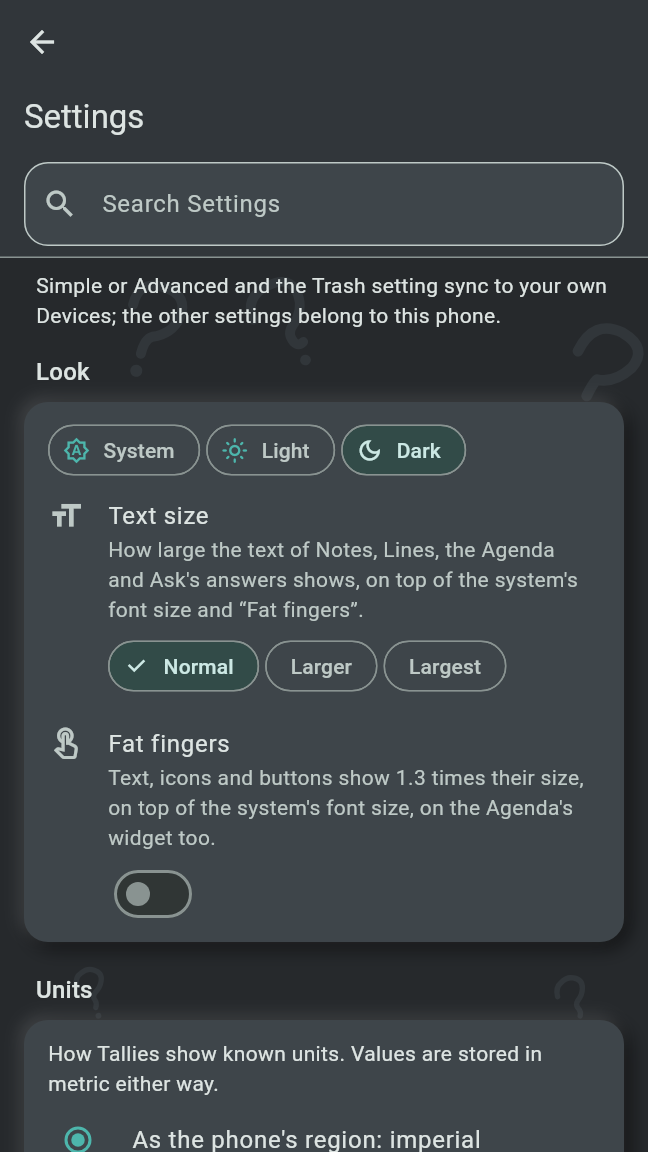 Settings
Search Settings
Simple or Advanced and the Trash setting sync to your own
Devices; the other settings belong to this phone.
Look
System
Light
Dark
Text size
How large the text of Notes, Lines, the Agenda
and Ask's answers shows, on top of the system's
font size and “Fat fingers”.
Normal
Larger
Largest
Fat fingers
Text, icons and buttons show 1.3 times their size,
on top of the system's font size, on the Agenda's
widget too.
Units
How Tallies show known units. Values are stored in
metric either way.
As the phone's region: imperial